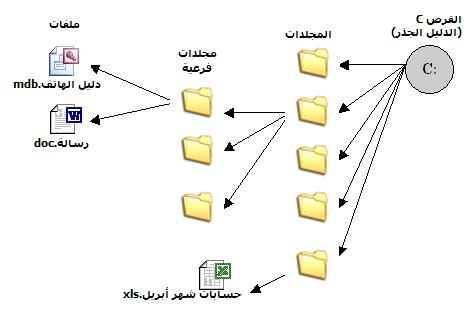 القرص C
(الدليل الجذر)
C:
المجلدات
مجلدات
فرعية
ملفات
دليل الهاتف.mdb
رسالة.doc
حسابات شهر أبريل.xls